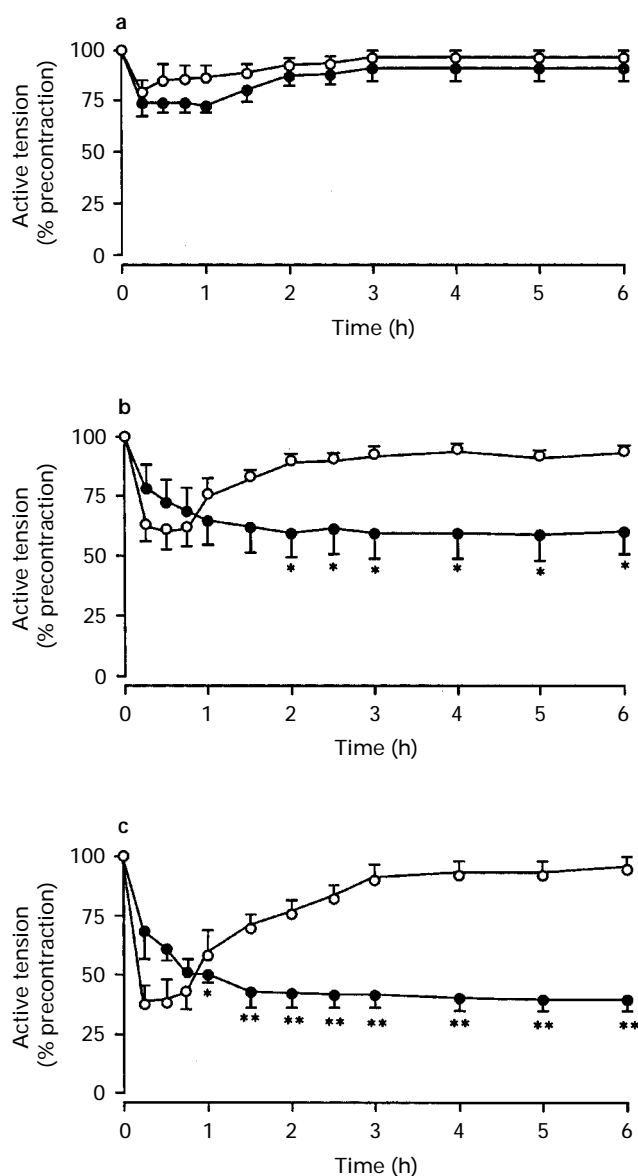 a
100
75
50
25
0
Active tension
(% precontraction)
0 1 2 3 4 5 6
Time (h)
b
100
75
50
25
0
Active tension
(% precontraction)
* * * * * *
0 1 2 3 4 5 6
Time (h)
c
100
75
50
25
0
Active tension
(% precontraction)
* ** ** ** ** ** ** **
0 1 2 3 4 5 6
Time (h)